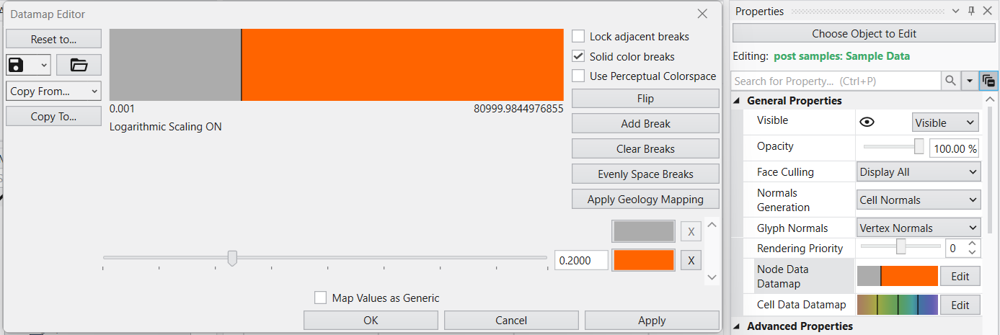 Datamap Editor
Reset to...
Copy From...
Copy To...
0.001
80999.9844976855
Logarithmic Scaling ON
Lock adjacent breaks
Solid color breaks
Use Perceptual Colorspace
Flip
Add Break
Clear Breaks
Evenly Space Breaks
Apply Geology Mapping
X
0.2000
X
Map Values as Generic
OK
Cancel
Apply
Properties
Choose Object to Edit
Editing: post samples: Sample Data
Search for Property... (Ctrl+P)
General Properties
Visible
Visible
Opacity
100.00 %
Face Culling
Display All
Normals
Generation
Cell Normals
Glyph Normals
Vertex Normals
Rendering Priority
0
Node Data
Datamap
Edit
Cell Data Datamap
Edit
Advanced Properties